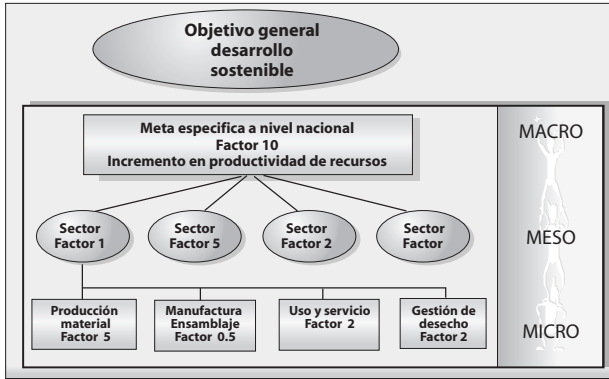 Objetivo general
desarrollo
sostenible
Meta especifica a nivel nacional
Factor 10
Incremento en productividad de recursos
MACRO
Sector
Factor 1
Sector
Factor 5
Sector
Factor 2
Sector
Factor
MESO
Producción
material
Factor 5
Manufactura
Ensamblaje
Factor 0.5
Uso y servicio
Factor 2
Gestión de
desecho
Factor 2
MICRO